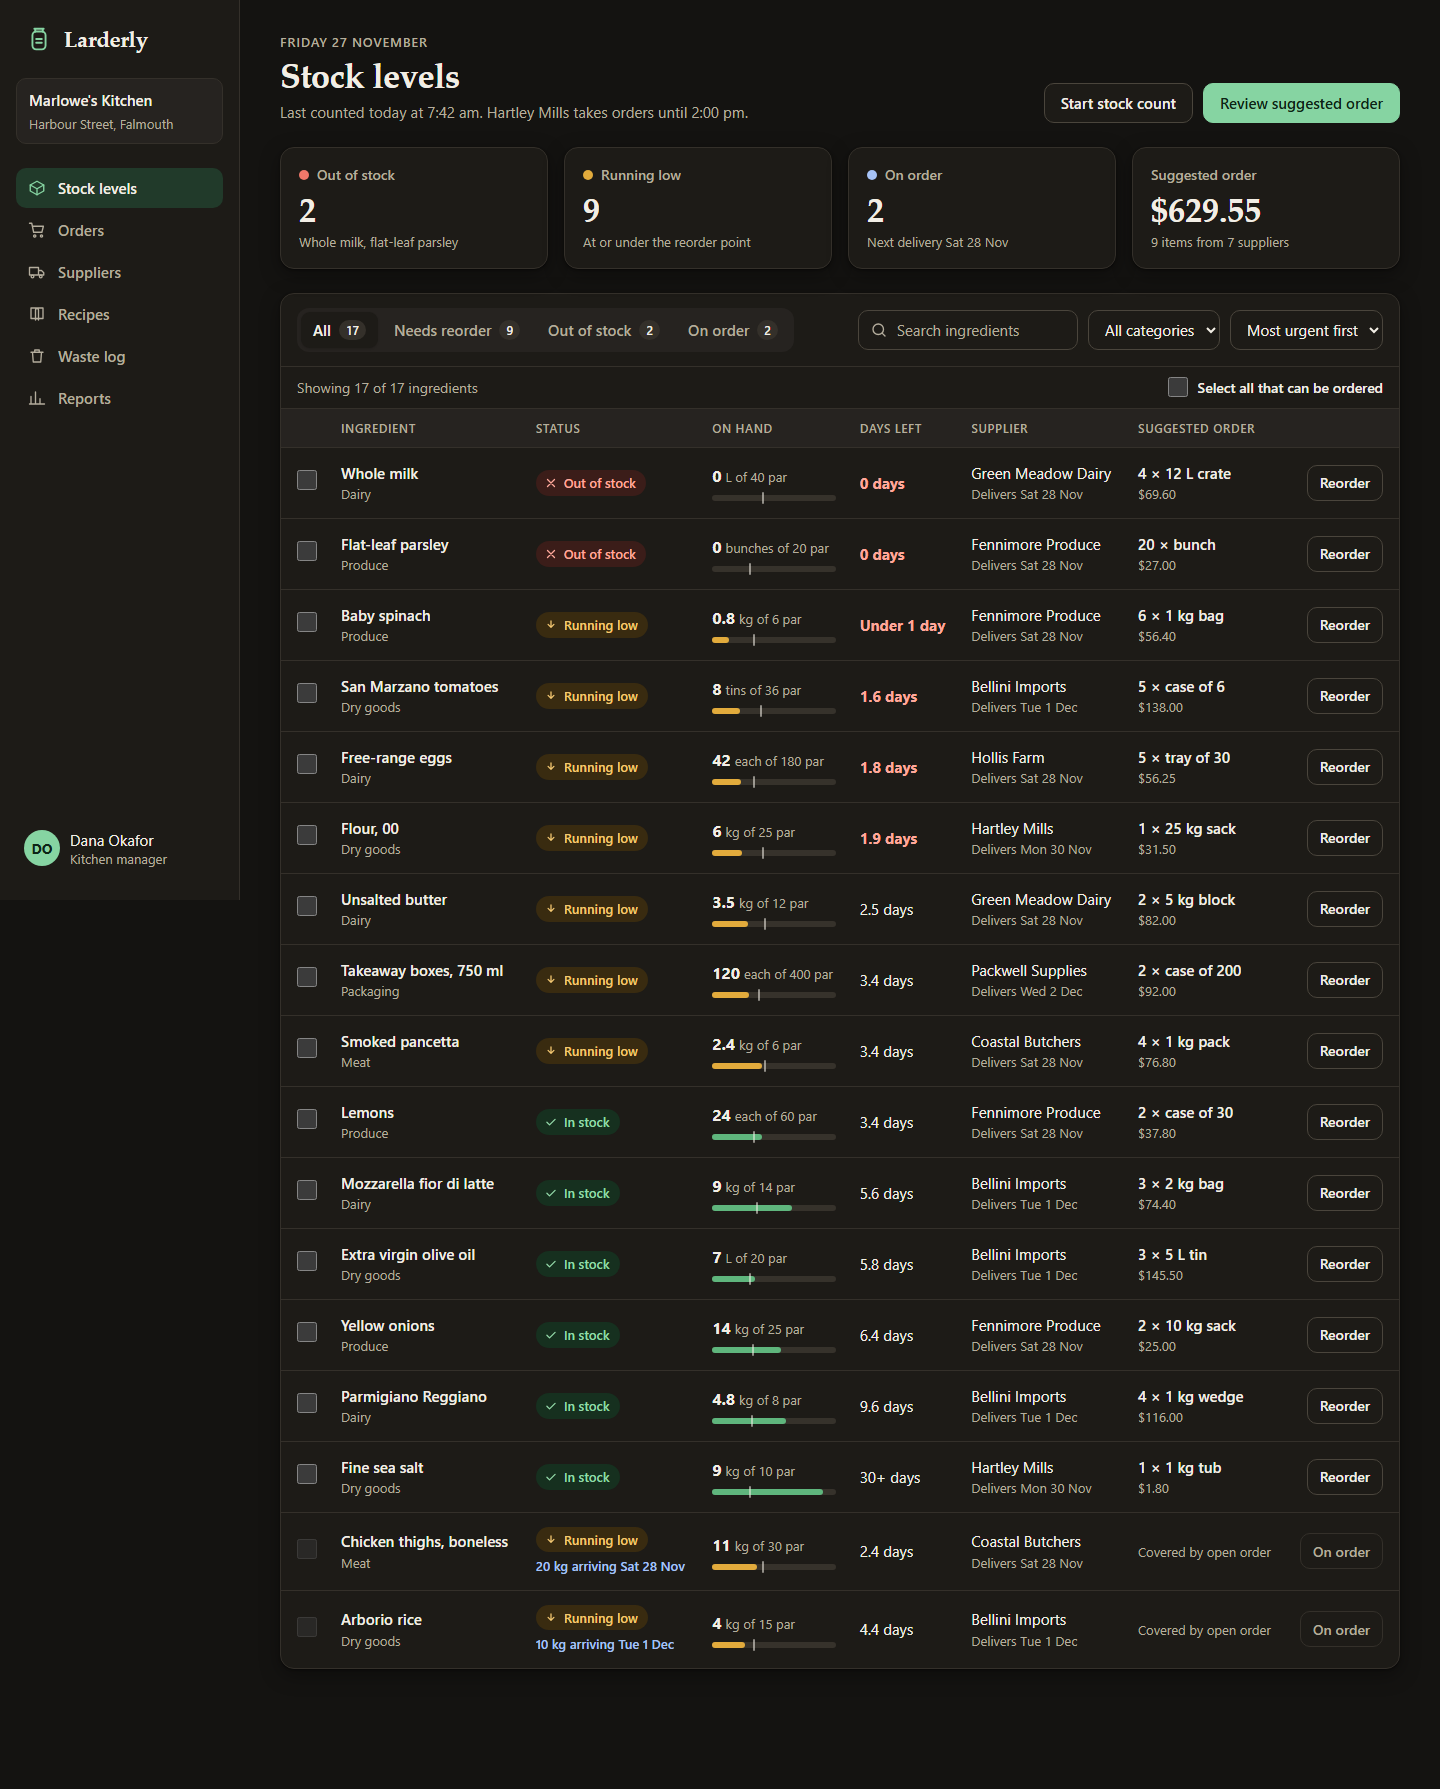 Larderly
Marlowe's Kitchen
Harbour Street, Falmouth
Stock levels
Orders
Suppliers
Recipes
Waste log
Reports
DO
Dana Okafor
Kitchen manager
FRIDAY 27 NOVEMBER
Stock levels
Last counted today at 7:42 am. Hartley Mills takes orders until 2:00 pm.
Start stock count
Review suggested order
Out of stock
2
Whole milk, flat-leaf parsley
Running low
9
At or under the reorder point
On order
2
Next delivery Sat 28 Nov
Suggested order
$629.55
9 items from 7 suppliers
All 17
Needs reorder 9
Out of stock 2
On order 2
Search ingredients
All categories
Most urgent first
Showing 17 of 17 ingredients
Select all that can be ordered
INGREDIENT STATUS ON HAND DAYS LEFT SUPPLIER SUGGESTED ORDER
Whole milk Out of stock 0 L of 40 par 0 days Green Meadow Dairy 4 × 12 L crate Reorder
Dairy Delivers Sat 28 Nov $69.60
Flat-leaf parsley Out of stock 0 bunches of 20 par 0 days Fennimore Produce 20 × bunch Reorder
Produce Delivers Sat 28 Nov $27.00
Baby spinach Running low 0.8 kg of 6 par Under 1 day Fennimore Produce 6 × 1 kg bag Reorder
Produce Delivers Sat 28 Nov $56.40
San Marzano tomatoes Running low 8 tins of 36 par 1.6 days Bellini Imports 5 × case of 6 Reorder
Dry goods Delivers Tue 1 Dec $138.00
Free-range eggs Running low 42 each of 180 par 1.8 days Hollis Farm 5 × tray of 30 Reorder
Dairy Delivers Sat 28 Nov $56.25
Flour, 00 Running low 6 kg of 25 par 1.9 days Hartley Mills 1 × 25 kg sack Reorder
Dry goods Delivers Mon 30 Nov $31.50
Unsalted butter Running low 3.5 kg of 12 par 2.5 days Green Meadow Dairy 2 × 5 kg block Reorder
Dairy Delivers Sat 28 Nov $82.00
Takeaway boxes, 750 ml Running low 120 each of 400 par 3.4 days Packwell Supplies 2 × case of 200 Reorder
Packaging Delivers Wed 2 Dec $92.00
Smoked pancetta Running low 2.4 kg of 6 par 3.4 days Coastal Butchers 4 × 1 kg pack Reorder
Meat Delivers Sat 28 Nov $76.80
Lemons In stock 24 each of 60 par 3.4 days Fennimore Produce 2 × case of 30 Reorder
Produce Delivers Sat 28 Nov $37.80
Mozzarella fior di latte In stock 9 kg of 14 par 5.6 days Bellini Imports 3 × 2 kg bag Reorder
Dairy Delivers Tue 1 Dec $74.40
Extra virgin olive oil In stock 7 L of 20 par 5.8 days Bellini Imports 3 × 5 L tin Reorder
Dry goods Delivers Tue 1 Dec $145.50
Yellow onions In stock 14 kg of 25 par 6.4 days Fennimore Produce 2 × 10 kg sack Reorder
Produce Delivers Sat 28 Nov $25.00
Parmigiano Reggiano In stock 4.8 kg of 8 par 9.6 days Bellini Imports 4 × 1 kg wedge Reorder
Dairy Delivers Tue 1 Dec $116.00
Fine sea salt In stock 9 kg of 10 par 30+ days Hartley Mills 1 × 1 kg tub Reorder
Dry goods Delivers Mon 30 Nov $1.80
Chicken thighs, boneless Running low 11 kg of 30 par 2.4 days Coastal Butchers Covered by open order On order
Meat 20 kg arriving Sat 28 Nov Delivers Sat 28 Nov
Arborio rice Running low 4 kg of 15 par 4.4 days Bellini Imports Covered by open order On order
Dry goods 10 kg arriving Tue 1 Dec Delivers Tue 1 Dec